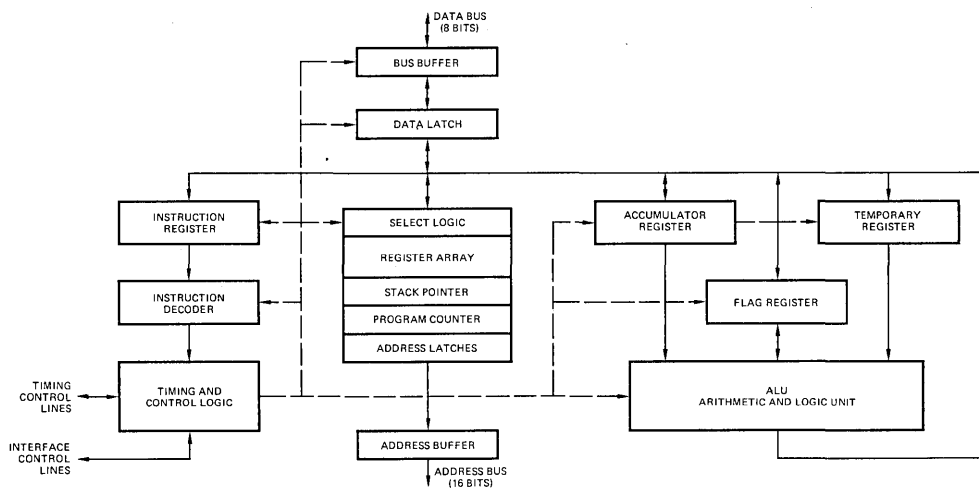 DATA BUS
(8 BITS)
BUS BUFFER
DATA LATCH
INSTRUCTION
REGISTER
SELECT LOGIC
ACCUMULATOR
REGISTER
TEMPORARY
REGISTER
REGISTER ARRAY
INSTRUCTION
DECODER
STACK POINTER
FLAG REGISTER
PROGRAM COUNTER
ADDRESS LATCHES
TIMING
CONTROL
LINES
TIMING AND
CONTROL LOGIC
ALU
ARITHMETIC AND LOGIC UNIT
INTERFACE
CONTROL
LINES
ADDRESS BUFFER
ADDRESS BUS
(16 BITS)